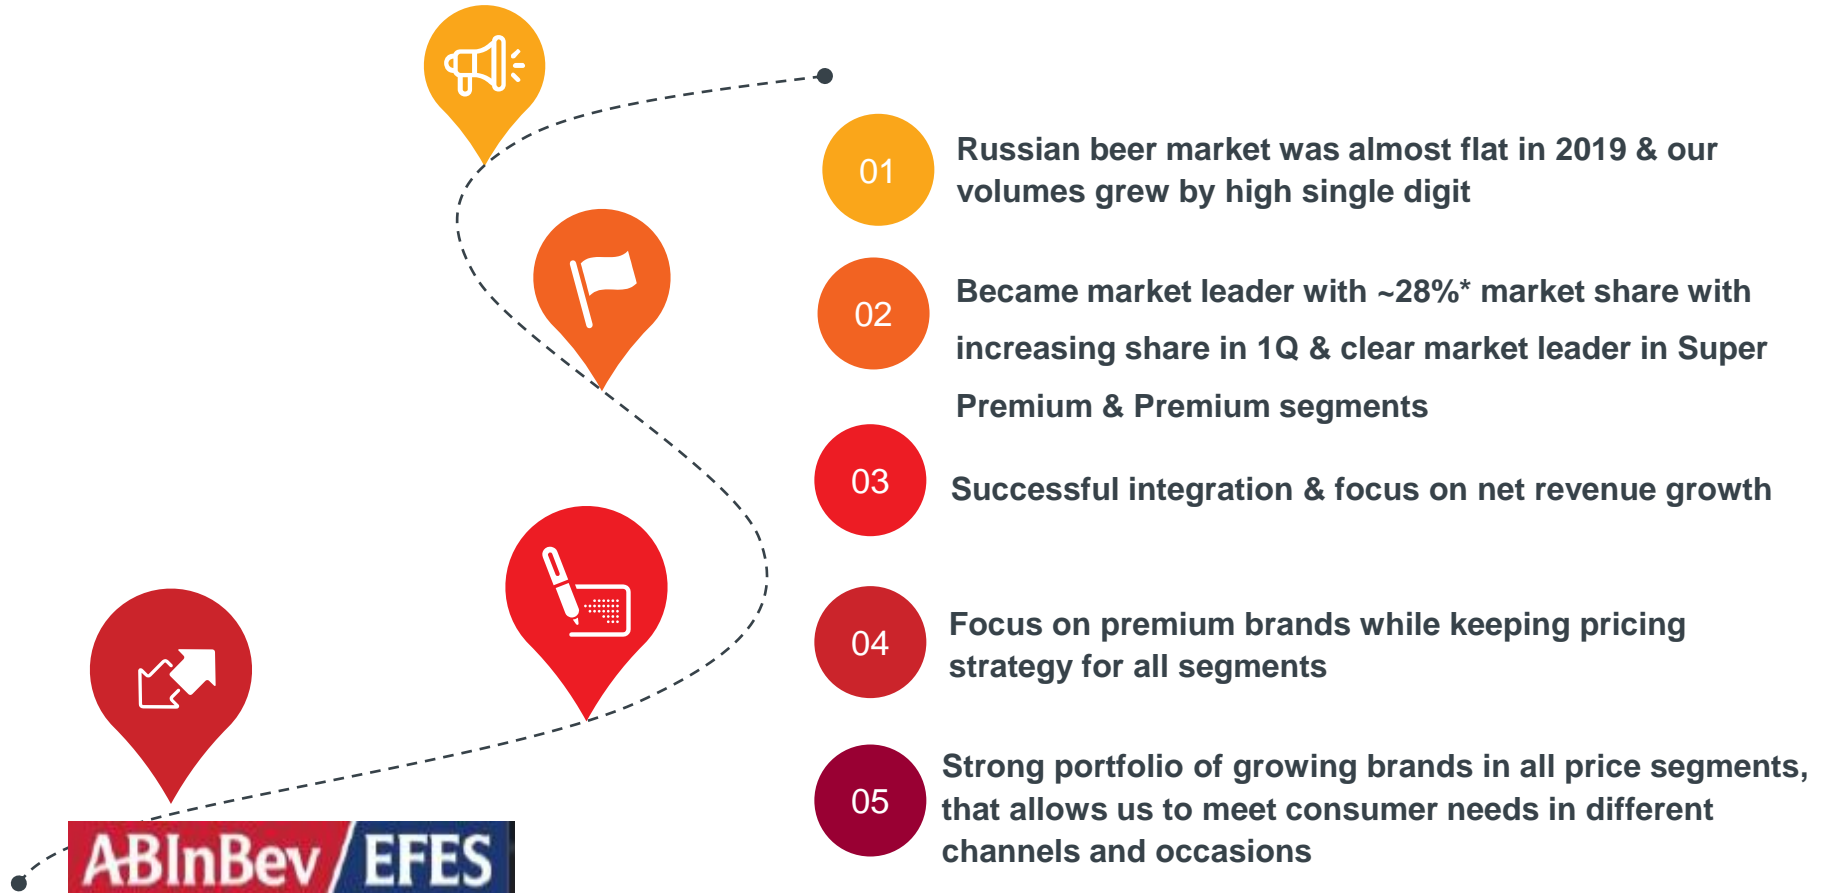 01
Russian beer market was almost flat in 2019 & our
volumes grew by high single digit
02
Became market leader with ~28%* market share with
increasing share in 1Q & clear market leader in Super
Premium & Premium segments
03
Successful integration & focus on net revenue growth
04
Focus on premium brands while keeping pricing
strategy for all segments
05
Strong portfolio of growing brands in all price segments,
that allows us to meet consumer needs in different
channels and occasions
ABInBev / EFES